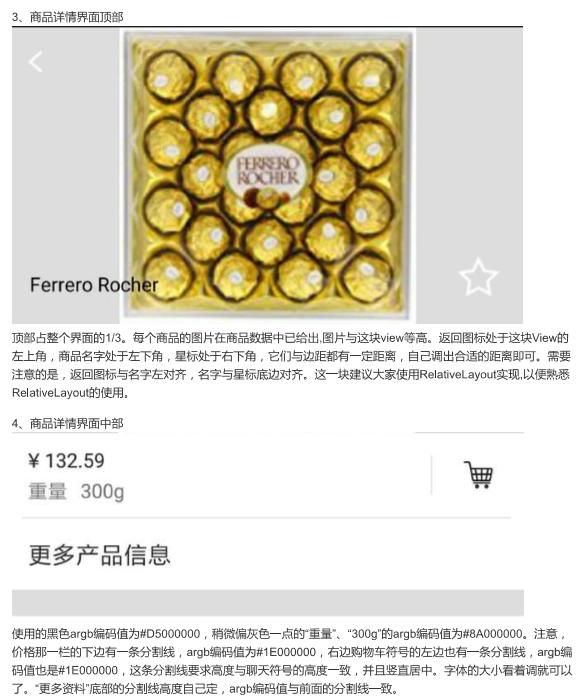 3、商品详情界面顶部
FERRERO
ROCHER
Ferrero Rocher
顶部占整个界面的1/3。每个商品的图片在商品数据中已给出,图片与这块view等高。返回图标处于这块View的
左上角，商品名字处于左下角，星标处于右下角，它们与边距都有一定距离，自己调出合适的距离即可。需要
注意的是，返回图标与名字左对齐，名字与星标底边对齐。这一块建议大家使用RelativeLayout实现,以便熟悉
RelativeLayout的使用。
4、商品详情界面中部
¥ 132.59
重量 300g
更多产品信息
使用的黑色argb编码值为#D5000000，稍微偏灰色一点的“重量”、“300g”的argb编码值为#8A000000。注意，
价格那一栏的下边有一条分割线，argb编码值为#1E000000，右边购物车符号的左边也有一条分割线，argb编
码值也是#1E000000，这条分割线要求高度与聊天符号的高度一致，并且竖直居中。字体的大小看着调就可以
了。“更多资料”底部的分割线高度自己定，argb编码值与前面的分割线一致。